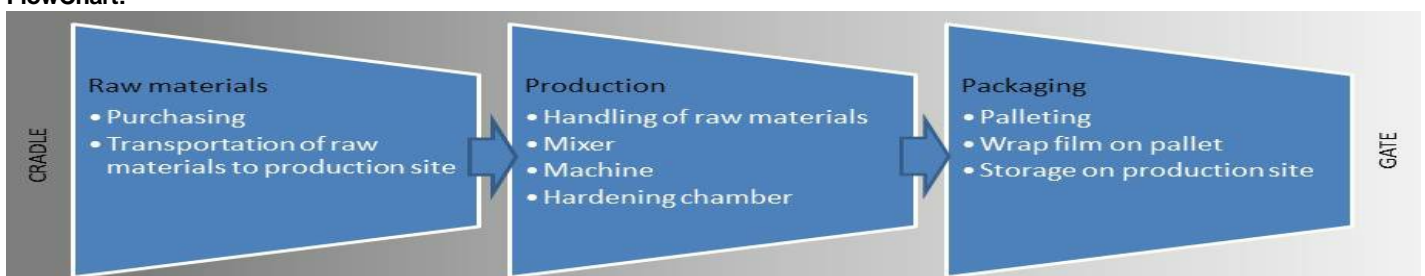 FlowChart:
CRADLE
Raw materials
• Purchasing
• Transportation of raw
materials to production site
Production
• Handling of raw materials
• Mixer
• Machine
• Hardening chamber
Packaging
• Palleting
• Wrap film on pallet
• Storage on production site
GATE